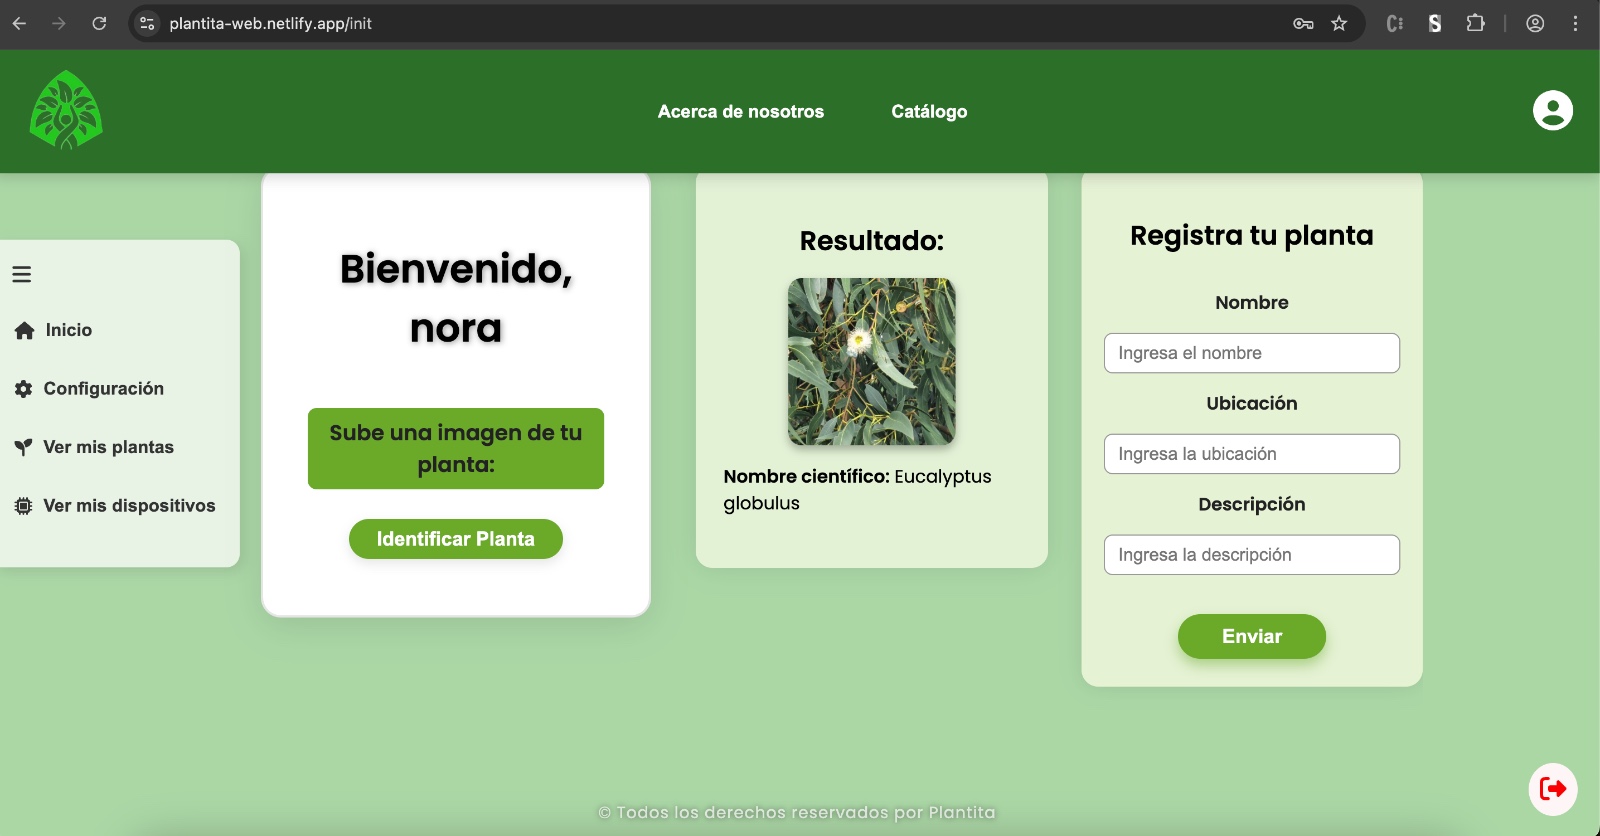 plantita-web.netlify.app/init
Acerca de nosotros
Catálogo
Inicio
Configuración
Ver mis plantas
Ver mis dispositivos
Bienvenido,
nora
Sube una imagen de tu
planta:
Identificar Planta
Resultado:
Nombre científico: Eucalyptus
globulus
Registra tu planta
Nombre
Ingresa el nombre
Ubicación
Ingresa la ubicación
Descripción
Ingresa la descripción
Enviar
© Todos los derechos reservados por Plantita